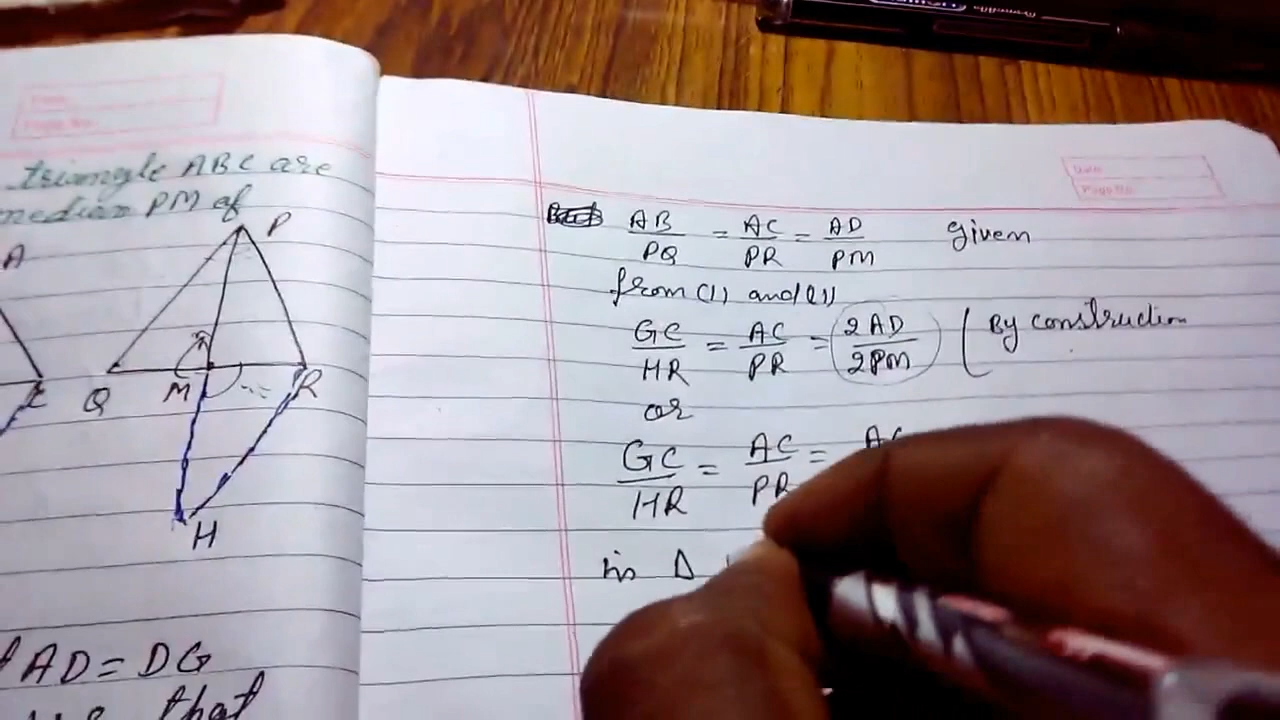 triangle ABC are
median PM of
A
P
Q M R
C
H
AD = DG
that
AB/PQ = AC/PR = AD/PM given
from (1) and (2)
GC/HR = AC/PR = 2AD/2PM ( By construction
or
GC/HR = AC/PR =
in Δ